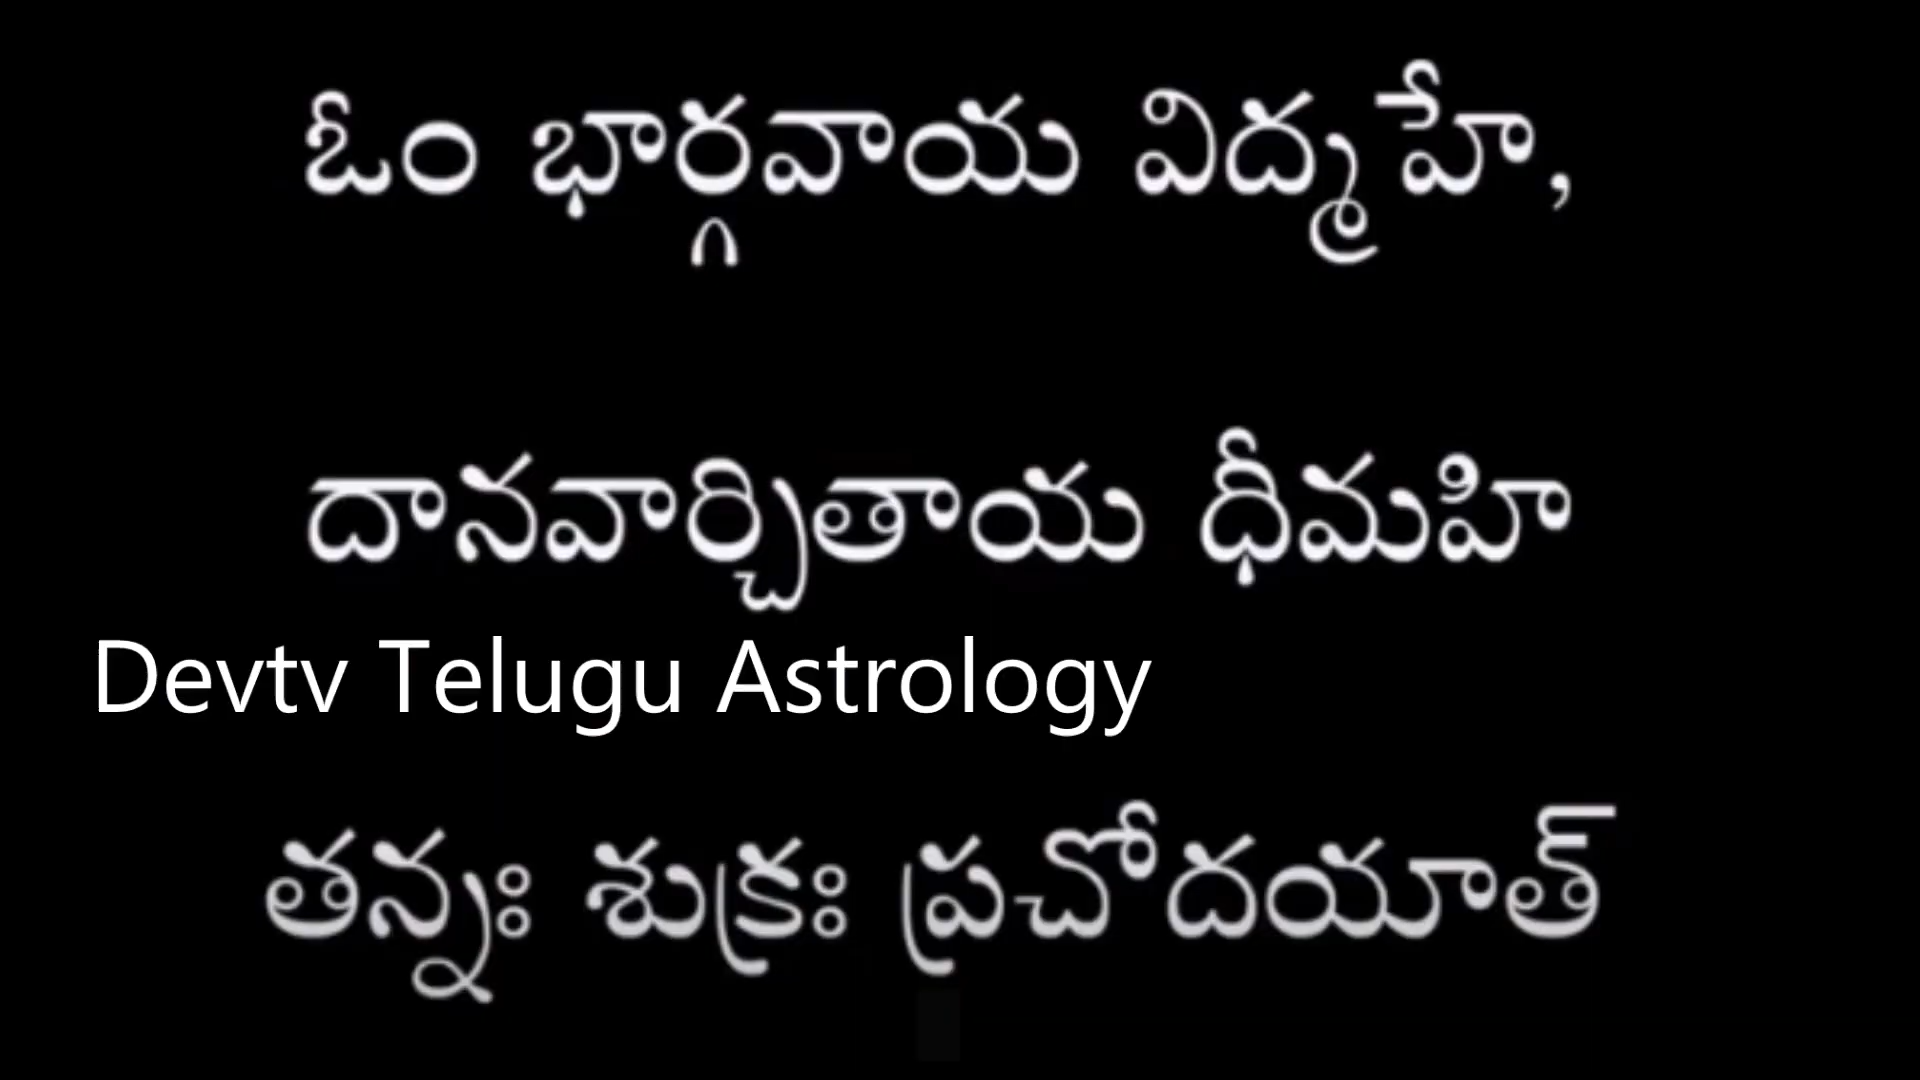 ఓం భార్గవాయ విద్మహే,
దానవార్చితాయ ధీమహి
Devtv Telugu Astrology
తన్నః శుక్రః ప్రచోదయాత్